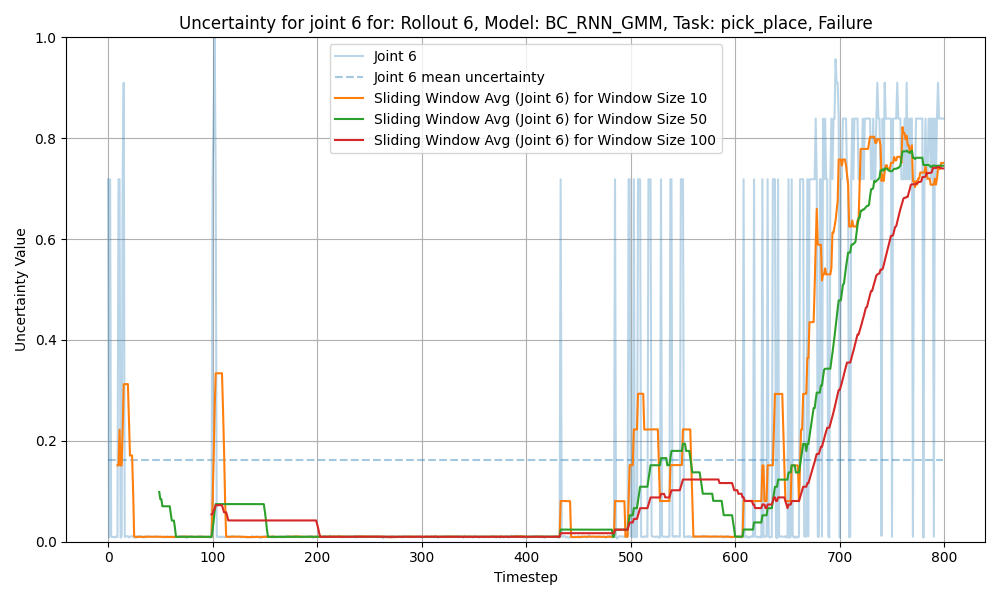 Uncertainty for joint 6 for: Rollout 6, Model: BC_RNN_GMM, Task: pick_place, Failure
Joint 6
Joint 6 mean uncertainty
Sliding Window Avg (Joint 6) for Window Size 10
Sliding Window Avg (Joint 6) for Window Size 50
Sliding Window Avg (Joint 6) for Window Size 100
Uncertainty Value
1.0
0.8
0.6
0.4
0.2
0.0
0 100 200 300 400 500 600 700 800
Timestep